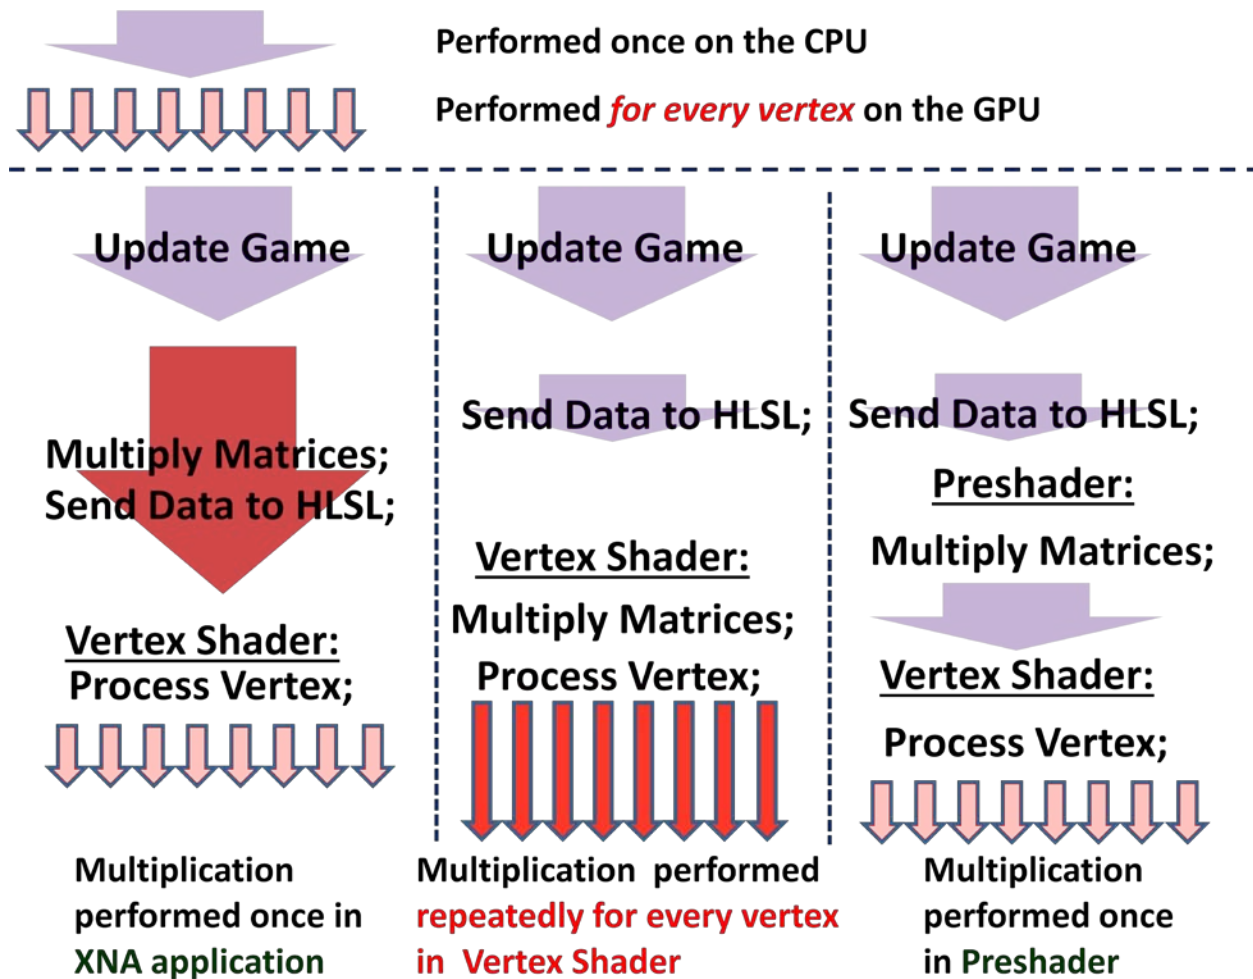 Performed once on the CPU
Performed for every vertex on the GPU
Update Game
Multiply Matrices;
Send Data to HLSL;
Vertex Shader:
Process Vertex;
Multiplication
performed once in
XNA application
Update Game
Send Data to HLSL;
Vertex Shader:
Multiply Matrices;
Process Vertex;
Multiplication performed
repeatedly for every vertex
in Vertex Shader
Update Game
Send Data to HLSL;
Preshader:
Multiply Matrices;
Vertex Shader:
Process Vertex;
Multiplication
performed once
in Preshader